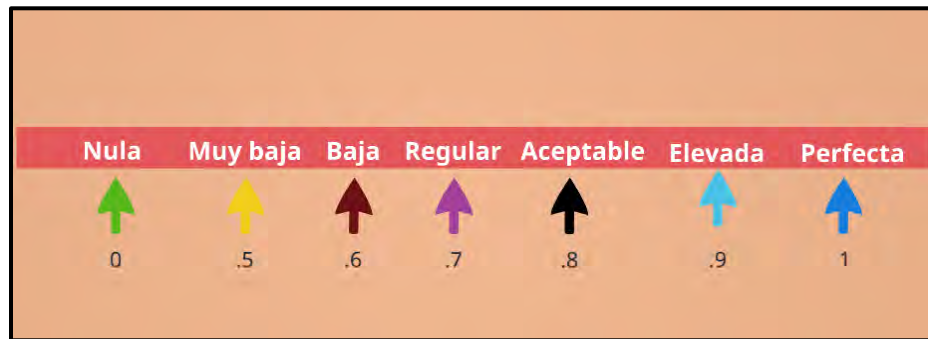 Nula Muy baja Baja Regular Aceptable Elevada Perfecta
0 .5 .6 .7 .8 .9 1